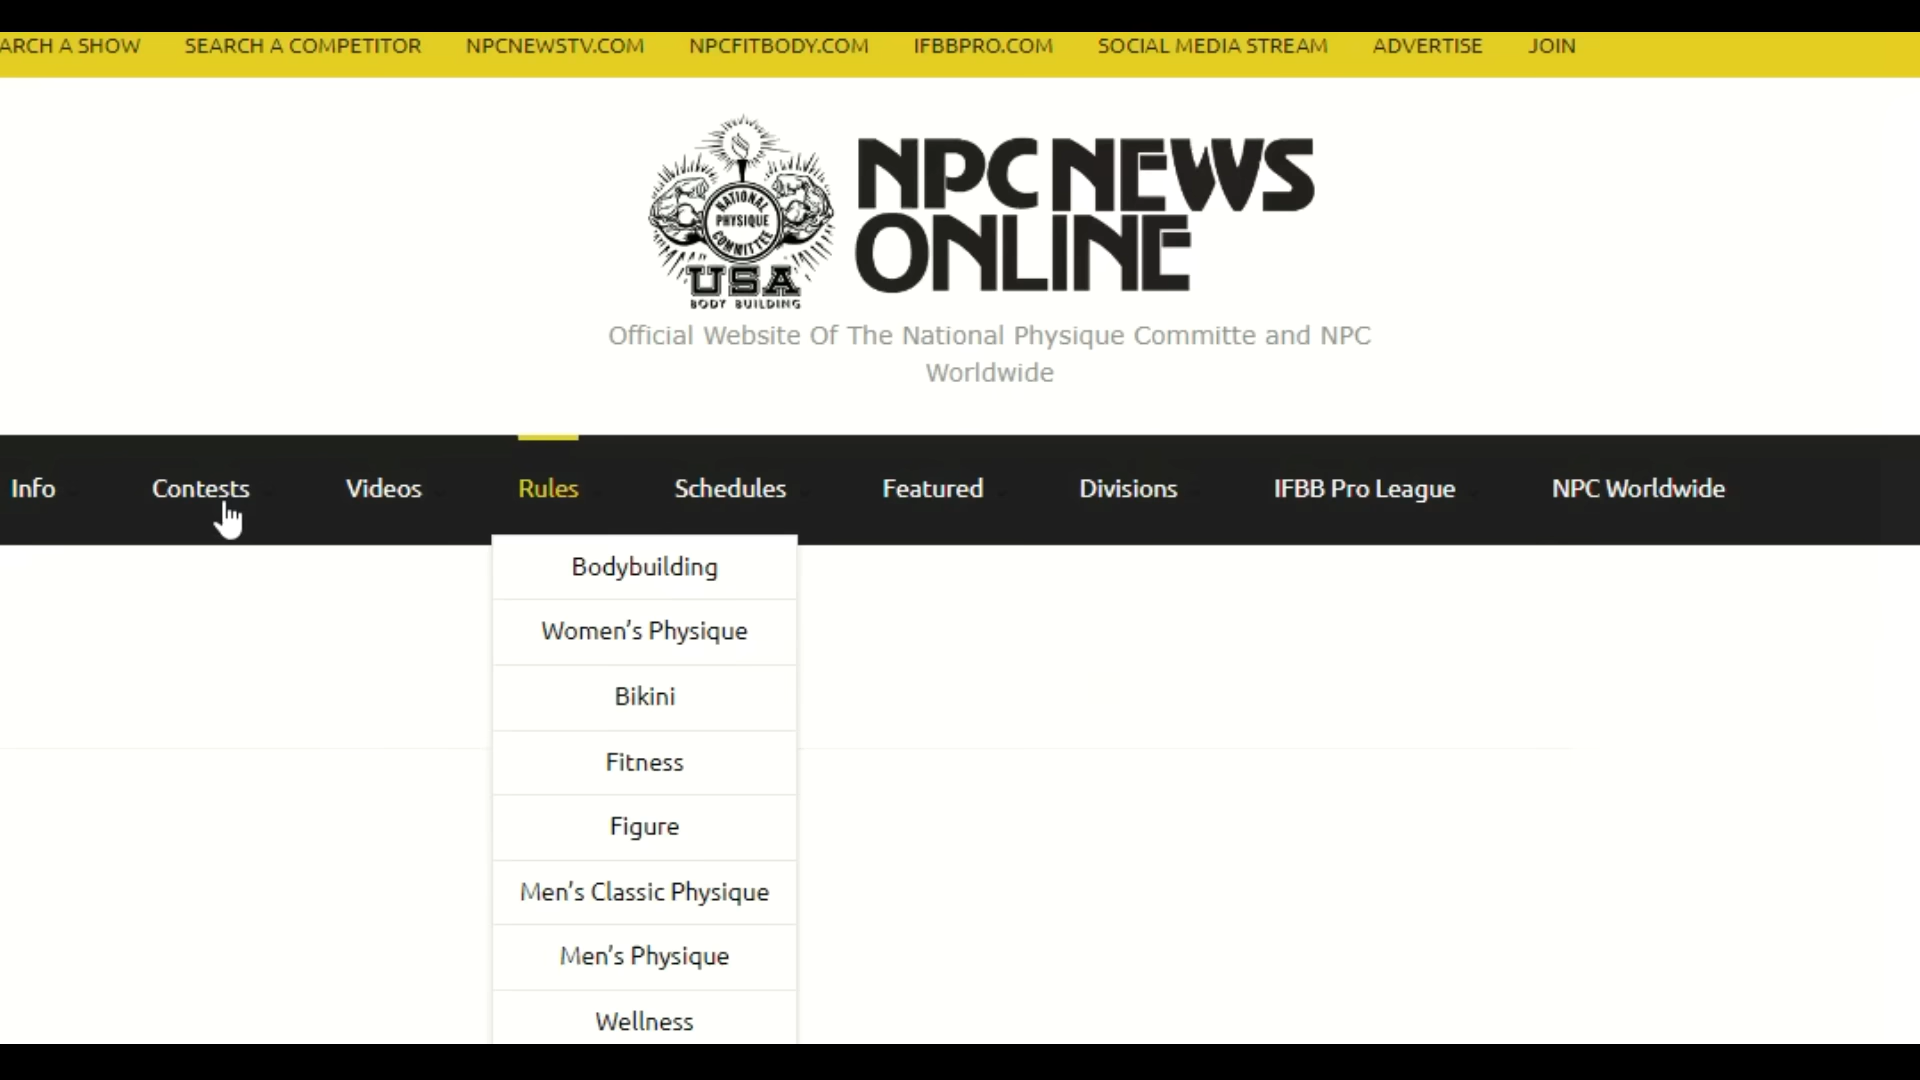 ARCH A SHOW SEARCH A COMPETITOR NPCNEWSTV.COM NPCFITBODY.COM IFBBPRO.COM SOCIAL MEDIA STREAM ADVERTISE JOIN
NATIONAL
PHYSIQUE
COMMITTEE
USA
BODY BUILDING
NPC NEWS
ONLINE
Official Website Of The National Physique Committe and NPC
Worldwide
Info Contests Videos Rules Schedules Featured Divisions IFBB Pro League NPC Worldwide
Bodybuilding
Women’s Physique
Bikini
Fitness
Figure
Men’s Classic Physique
Men’s Physique
Wellness